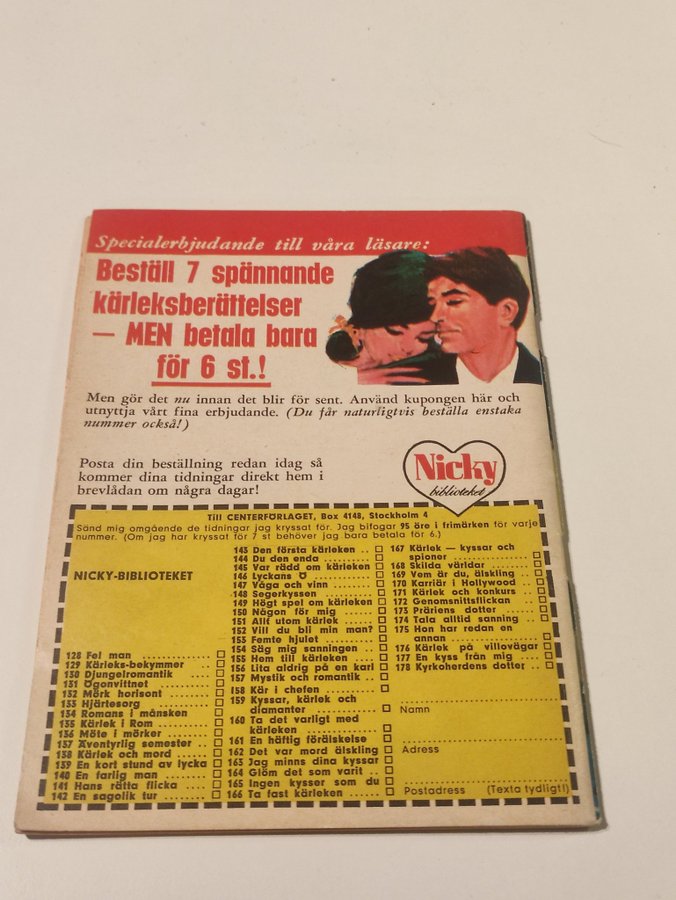 Specialerbjudande till våra läsare:
Beställ 7 spännande
kärleksberättelser
— MEN betala bara
för 6 st.!
Men gör det nu innan det blir för sent. Använd kupongen här och
utnyttja vårt fina erbjudande. (Du får naturligtvis beställa enstaka
nummer också!)
Posta din beställning redan idag så
kommer dina tidningar direkt hem i
brevlådan om några dagar!
Nicky
biblioteket
Till CENTERFÖRLAGET, Box 4148, Stockholm 4
Sänd mig omgående de tidningar jag kryssat för. Jag bifogar 95 öre i frimärken för varje
nummer. (Om jag har kryssat för 7 st behöver jag bara betala för 6.)
NICKY-BIBLIOTEKET
128 Fel man
129 Kärleks-bekymmer
130 Djungelromantik
131 Ögonvittnet
132 Mörk horisont
133 Hjärtesorg
134 Romans i månsken
135 Kärlek i Rom
136 Möte i mörker
137 Äventyrlig semester
138 Kärlek och mord
139 En kort stund av lycka
140 En farlig man
141 Hans rätta flicka
142 En sagolik tur
143 Den första kärleken
144 Du den enda
145 Var rädd om kärleken
146 Lyckans Ö
147 Våga och vinn
148 Segerkyssen
149 Högt spel om kärleken
150 Någon för mig
151 Allt utom kärlek
152 Vill du bli min man?
153 Femte hjulet
154 Säg mig sanningen
155 Hem till kärleken
156 Lita aldrig på en karl
157 Mystik och romantik
158 Kär i chefen
159 Kyssar, kärlek och
diamanter
160 Ta det varligt med
kärleken
161 En häftig förälskelse
162 Det var mord älskling
163 Jag minns dina kyssar
164 Glöm det som varit
165 Ingen kysser som du
166 Ta fast kärleken
167 Kärlek — kyssar och
spioner
168 Skilda världar
169 Vem är du, älskling
170 Karriär i Hollywood
171 Kärlek och konkurs
172 Genomsnittsflickan
173 Präriens dotter
174 Tala alltid sanning
175 Hon har redan en
annan
176 Kärlek på villovägar
177 En kyss från mig
178 Kyrkoherdens dotter
Namn
Adress
Postadress (Texta tydligt!)